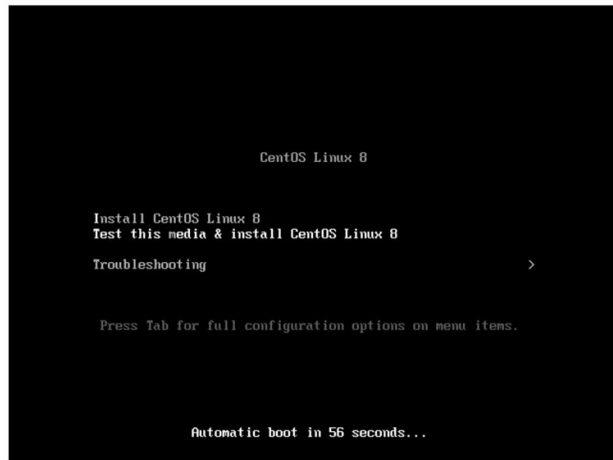 CentOS Linux 8
Install CentOS Linux 8
Test this media & install CentOS Linux 8
Troubleshooting >
Press Tab for full configuration options on menu items.
Automatic boot in 56 seconds...